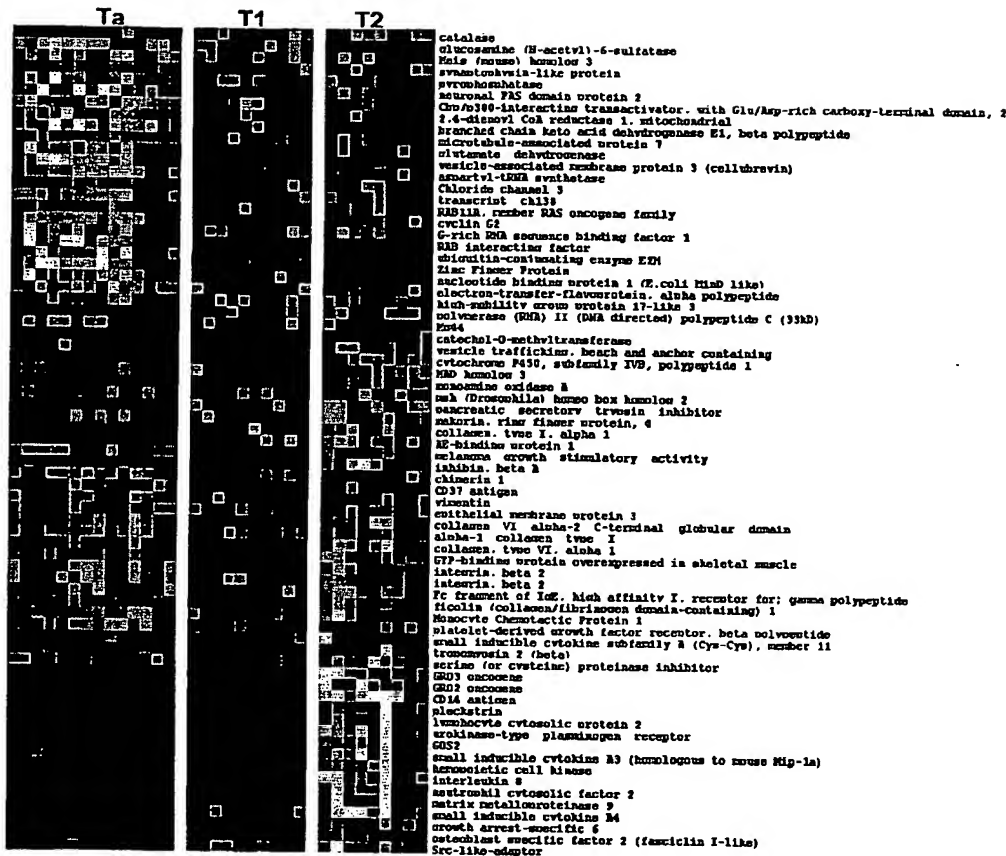 Ta T1 T2
catalase
glucosamine (N-acetyl)-6-sulfatase
Meis (mouse) homolog 3
synaptophysin-like protein
pyrophosphatase
neuronal PAS domain protein 2
Cbp/p300-interacting transactivator, with Glu/Asp-rich carboxy-terminal domain, 2
2,4-dienoyl CoA reductase 1, mitochondrial
branched chain keto acid dehydrogenase E1, beta polypeptide
microtubule-associated protein 7
glutamate dehydrogenase
vesicle-associated membrane protein 3 (cellubrevin)
aspartyl-tRNA synthetase
Chloride channel 3
transcript ch138
RAB11A, member RAS oncogene family
cyclin G2
G-rich RNA sequence binding factor 1
RAB interacting factor
ubiquitin-conjugating enzyme E2H
Zinc Finger Protein
nucleotide binding protein 1 (E.coli MinD like)
electron-transfer-flavoprotein, alpha polypeptide
high-mobility group protein 17-like 3
polymerase (RNA) II (DNA directed) polypeptide C (33kD)
catechol-O-methyltransferase
vesicle trafficking, beach and anchor containing
cytochrome P450, subfamily IVB, polypeptide 1
MAD homolog 3
monoamine oxidase A
msh (Drosophila) homeo box homolog 2
pancreatic secretory trypsin inhibitor
makorin, ring finger protein, 4
collagen, type I, alpha 1
AE-binding protein 1
melanoma growth stimulatory activity
inhibin, beta A
chimerin 1
CD37 antigen
vimentin
epithelial membrane protein 3
collagen VI alpha-2 C-terminal globular domain
alpha-1 collagen type I
collagen, type VI, alpha 1
GTP-binding protein overexpressed in skeletal muscle
integrin, beta 2
integrin, beta 2
Fc fragment of IgE, high affinity I, receptor for; gamma polypeptide
ficolin (collagen/fibrinogen domain-containing) 1
Monocyte Chemotactic Protein 1
platelet-derived growth factor receptor, beta polypeptide
small inducible cytokine subfamily A (Cys-Cys), member 11
tropomyosin 2 (beta)
serine (or cysteine) proteinase inhibitor
GRO3 oncogene
GRO2 oncogene
CD14 antigen
pleckstrin
lymphocyte cytosolic protein 2
urokinase-type plasminogen receptor
G0S2
small inducible cytokine A3 (homologous to mouse Mip-1a)
hemopoietic cell kinase
interleukin 8
neutrophil cytosolic factor 2
matrix metalloproteinase 9
small inducible cytokine A4
growth arrest-specific 6
osteoblast specific factor 2 (fasciclin I-like)
Src-like-adaptor